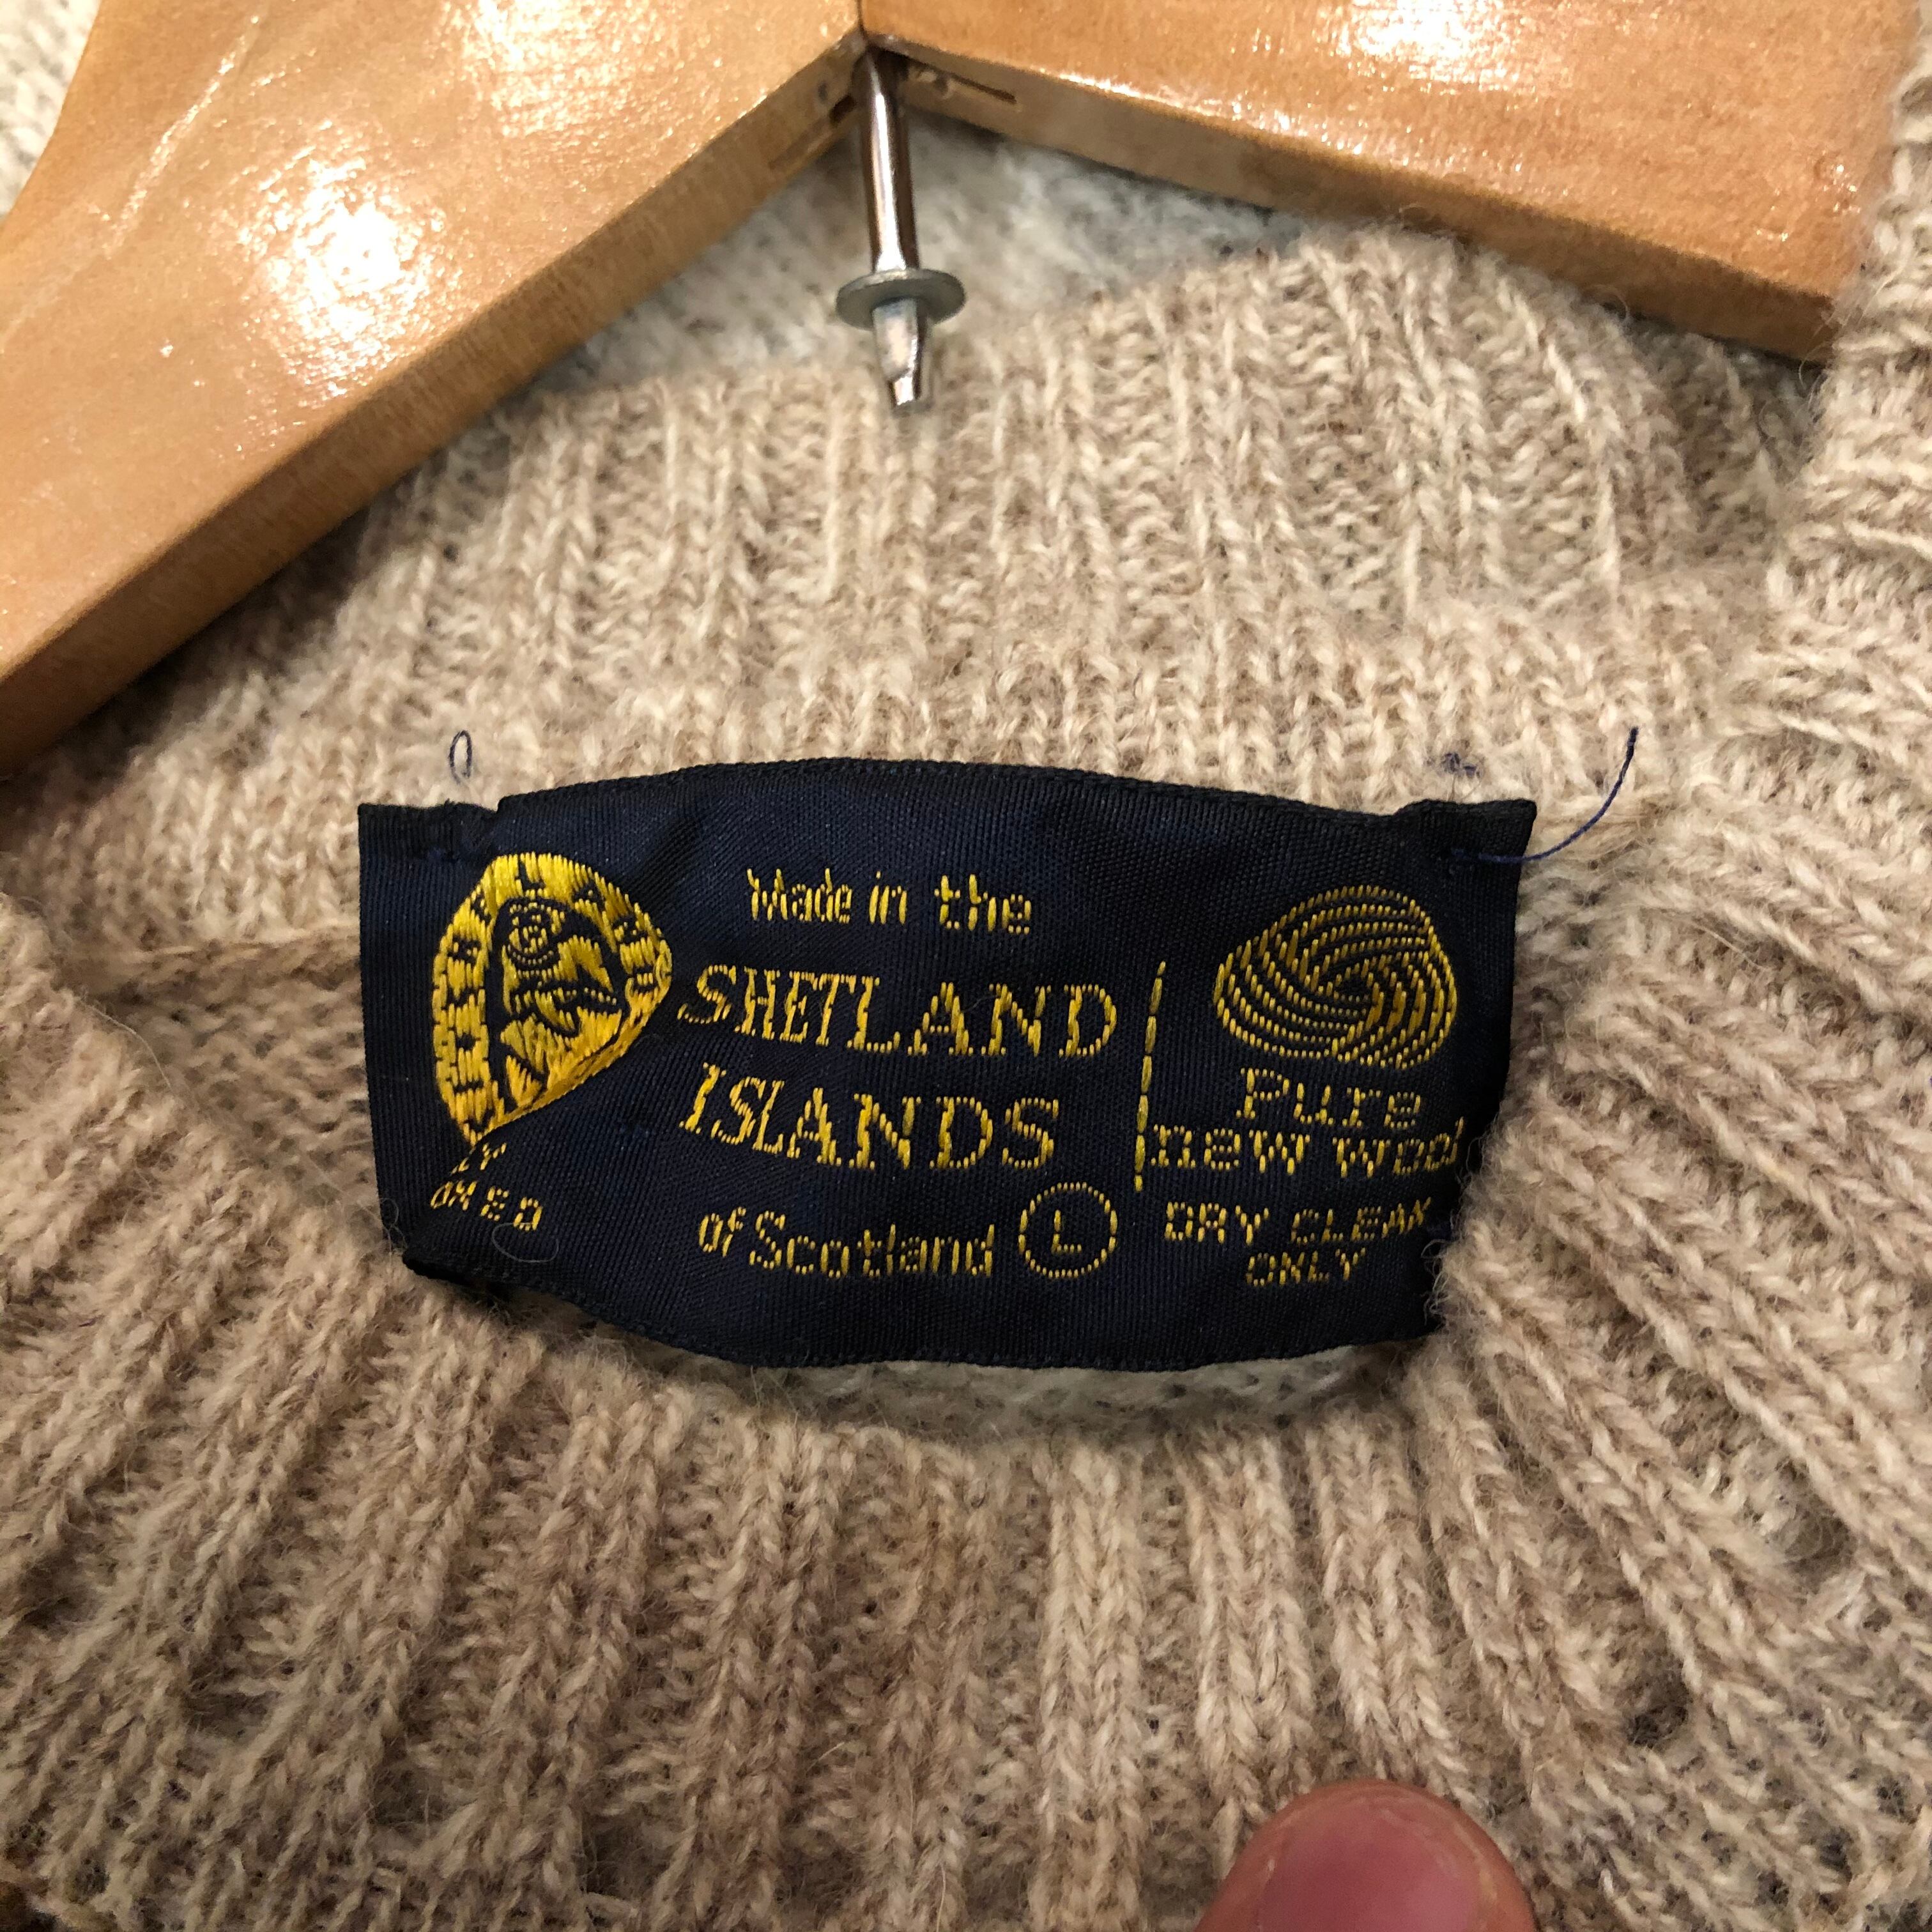 Made in the
SHETLAND
ISLANDS
of Scotland L
Pure
new wool
DRY CLEAN
ONLY